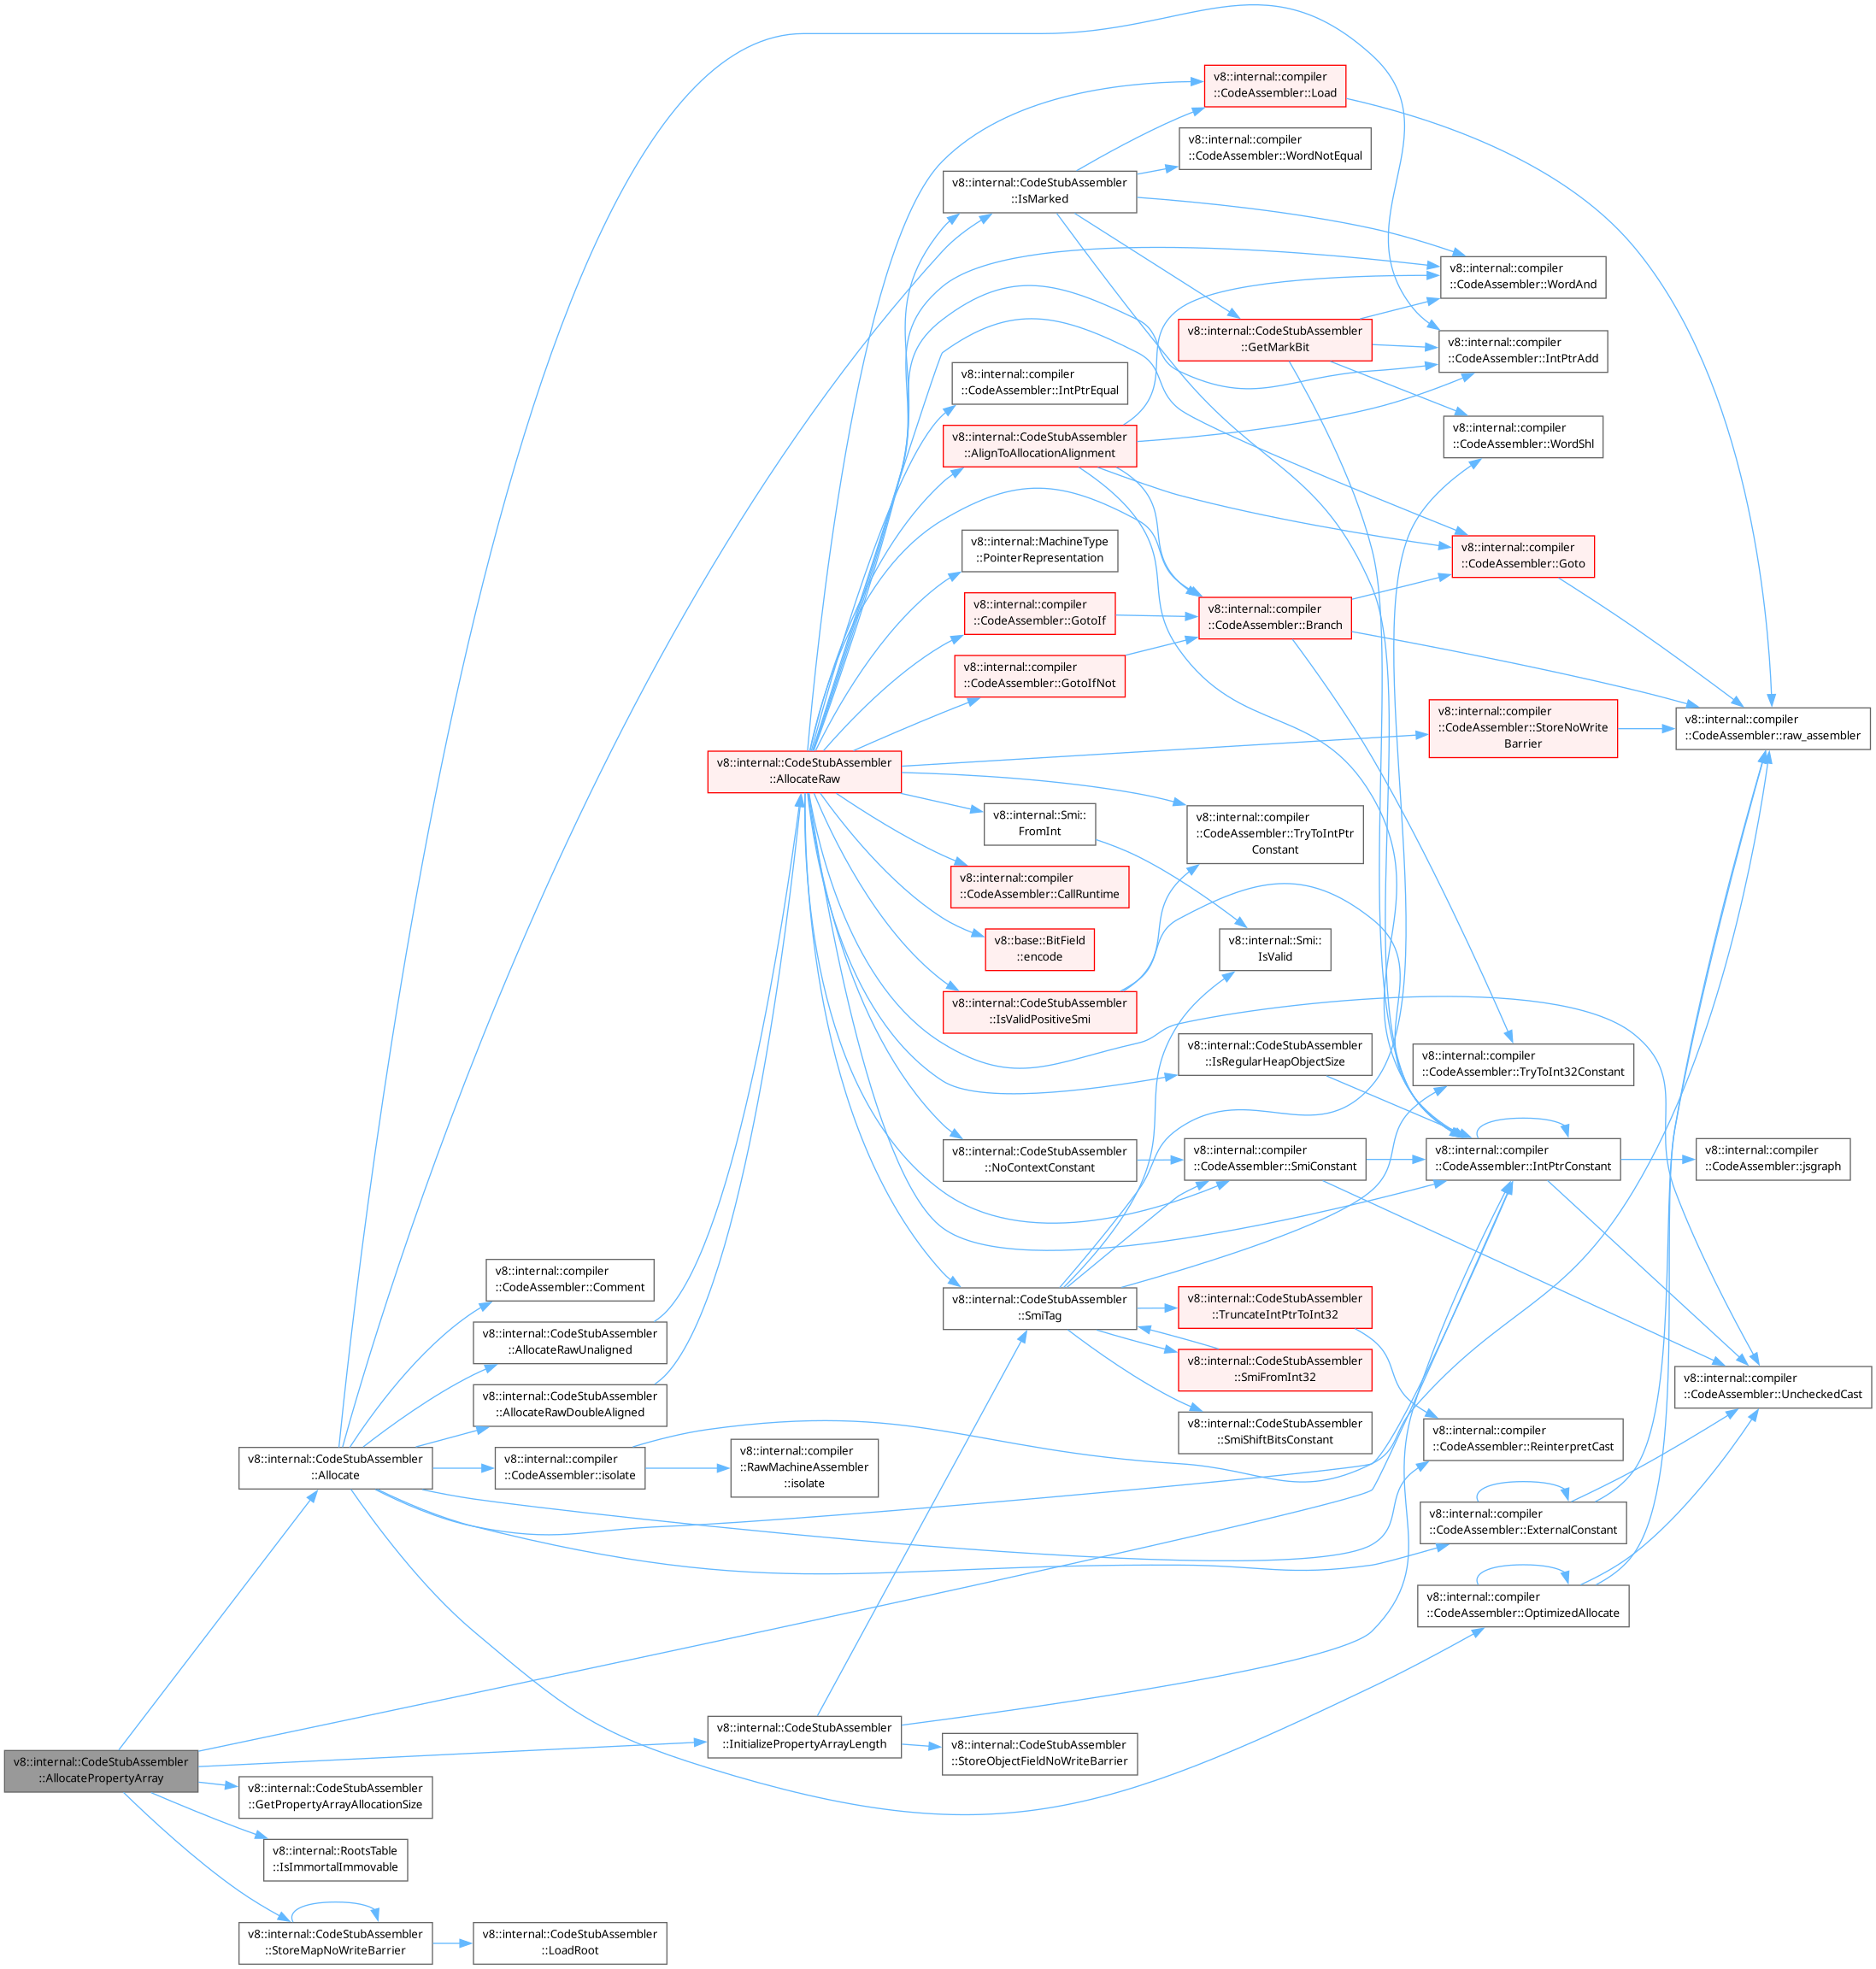 v8::internal::compiler
::CodeAssembler::Load
v8::internal::compiler
::CodeAssembler::WordNotEqual
v8::internal::CodeStubAssembler
::IsMarked
v8::internal::compiler
::CodeAssembler::WordAnd
v8::internal::CodeStubAssembler
::GetMarkBit
v8::internal::compiler
::CodeAssembler::IntPtrAdd
v8::internal::compiler
::CodeAssembler::IntPtrEqual
v8::internal::compiler
::CodeAssembler::WordShl
v8::internal::CodeStubAssembler
::AlignToAllocationAlignment
v8::internal::MachineType
::PointerRepresentation
v8::internal::compiler
::CodeAssembler::Goto
v8::internal::compiler
::CodeAssembler::GotoIf
v8::internal::compiler
::CodeAssembler::Branch
v8::internal::compiler
::CodeAssembler::GotoIfNot
v8::internal::compiler
::CodeAssembler::StoreNoWrite
Barrier
v8::internal::compiler
::CodeAssembler::raw_assembler
v8::internal::CodeStubAssembler
::AllocateRaw
v8::internal::Smi::
FromInt
v8::internal::compiler
::CodeAssembler::TryToIntPtr
Constant
v8::internal::compiler
::CodeAssembler::CallRuntime
v8::base::BitField
::encode
v8::internal::Smi::
IsValid
v8::internal::CodeStubAssembler
::IsValidPositiveSmi
v8::internal::CodeStubAssembler
::IsRegularHeapObjectSize
v8::internal::compiler
::CodeAssembler::TryToInt32Constant
v8::internal::CodeStubAssembler
::NoContextConstant
v8::internal::compiler
::CodeAssembler::SmiConstant
v8::internal::compiler
::CodeAssembler::IntPtrConstant
v8::internal::compiler
::CodeAssembler::jsgraph
v8::internal::compiler
::CodeAssembler::Comment
v8::internal::CodeStubAssembler
::SmiTag
v8::internal::CodeStubAssembler
::TruncateIntPtrToInt32
v8::internal::CodeStubAssembler
::AllocateRawUnaligned
v8::internal::CodeStubAssembler
::SmiFromInt32
v8::internal::compiler
::CodeAssembler::UncheckedCast
v8::internal::CodeStubAssembler
::AllocateRawDoubleAligned
v8::internal::CodeStubAssembler
::SmiShiftBitsConstant
v8::internal::compiler
::CodeAssembler::ReinterpretCast
v8::internal::CodeStubAssembler
::Allocate
v8::internal::compiler
::CodeAssembler::isolate
v8::internal::compiler
::RawMachineAssembler
::isolate
v8::internal::compiler
::CodeAssembler::ExternalConstant
v8::internal::compiler
::CodeAssembler::OptimizedAllocate
v8::internal::CodeStubAssembler
::InitializePropertyArrayLength
v8::internal::CodeStubAssembler
::StoreObjectFieldNoWriteBarrier
v8::internal::CodeStubAssembler
::AllocatePropertyArray
v8::internal::CodeStubAssembler
::GetPropertyArrayAllocationSize
v8::internal::RootsTable
::IsImmortalImmovable
v8::internal::CodeStubAssembler
::StoreMapNoWriteBarrier
v8::internal::CodeStubAssembler
::LoadRoot